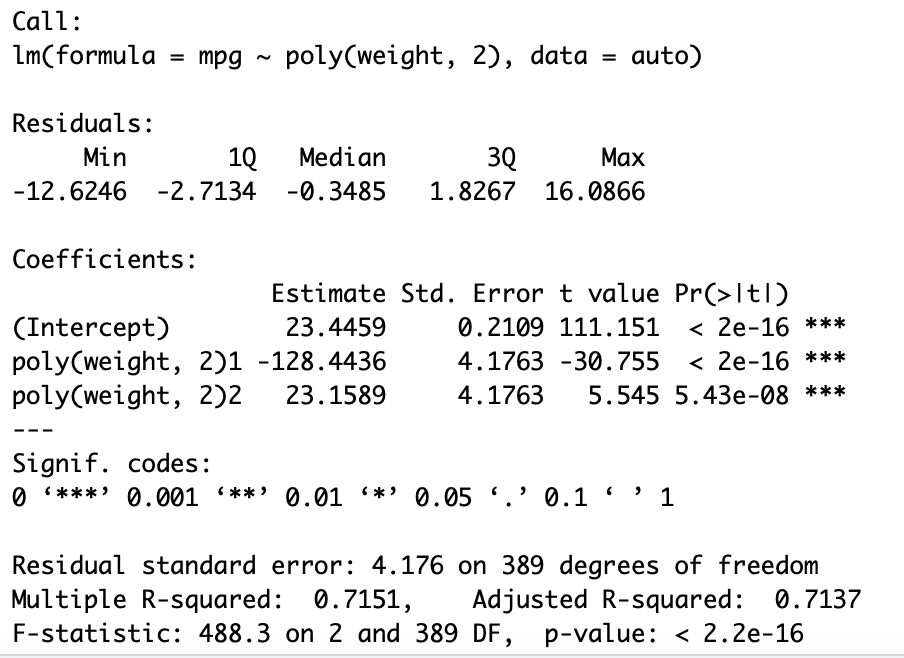 Call:
lm(formula = mpg ~ poly(weight, 2), data = auto)
Residuals:
Min 1Q Median 3Q Max
-12.6246 -2.7134 -0.3485 1.8267 16.0866
Coefficients:
Estimate Std. Error t value Pr(>|t|)
(Intercept) 23.4459 0.2109 111.151 < 2e-16 ***
poly(weight, 2)1 -128.4436 4.1763 -30.755 < 2e-16 ***
poly(weight, 2)2 23.1589 4.1763 5.545 5.43e-08 ***
---
Signif. codes:
0 ‘***’ 0.001 ‘**’ 0.01 ‘*’ 0.05 ‘.’ 0.1 ‘ ’ 1
Residual standard error: 4.176 on 389 degrees of freedom
Multiple R-squared: 0.7151, Adjusted R-squared: 0.7137
F-statistic: 488.3 on 2 and 389 DF, p-value: < 2.2e-16